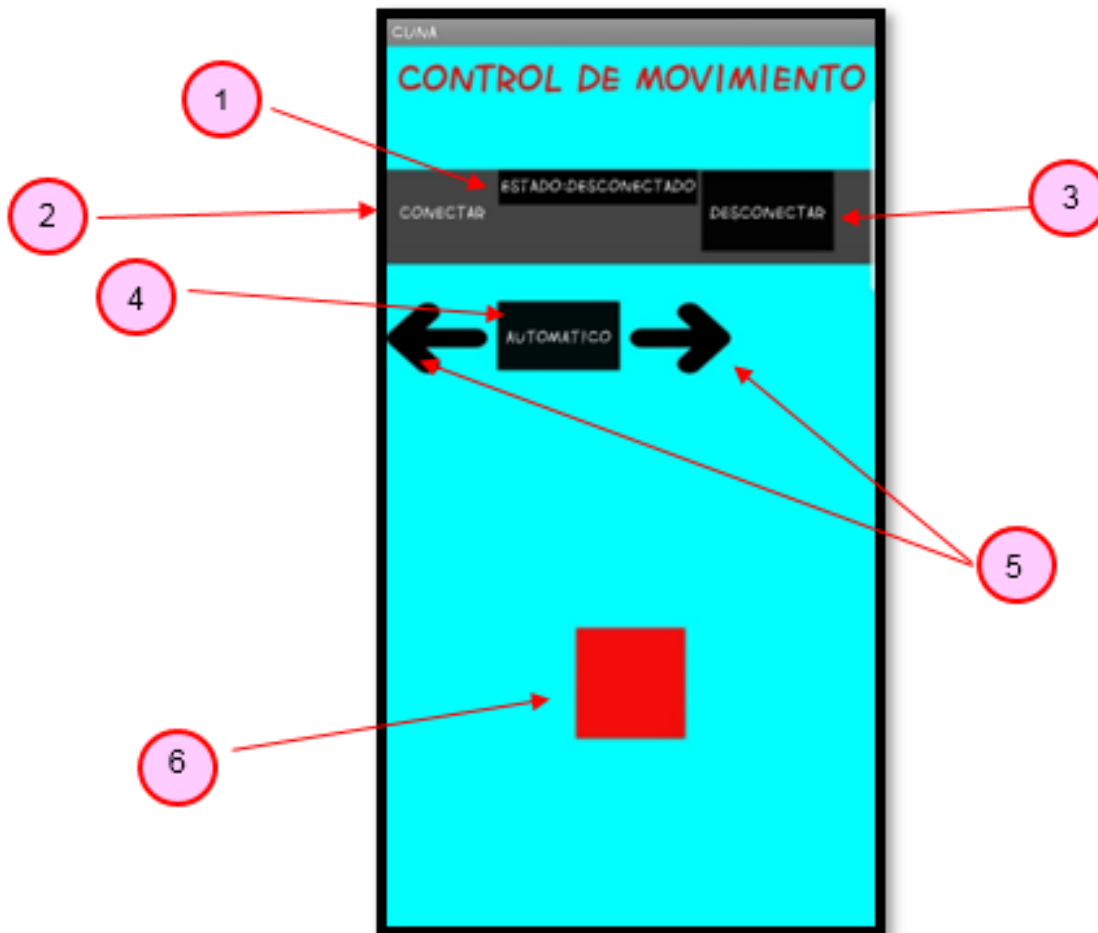 CUNA
CONTROL DE MOVIMIENTO
1
ESTADO:DESCONECTADO
2
CONECTAR
DESCONECTAR
3
4
AUTOMATICO
5
6